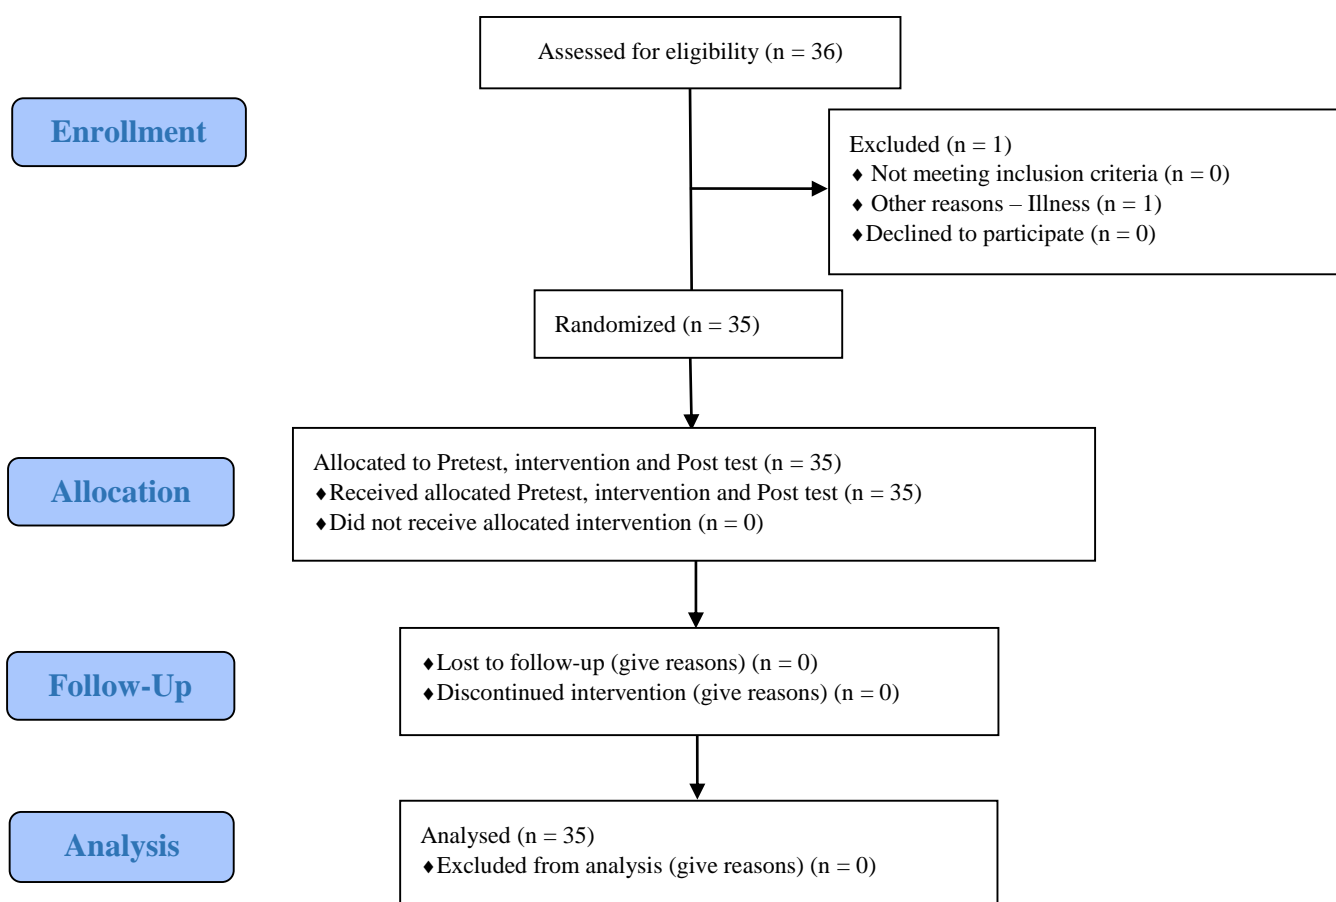 Assessed for eligibility (n = 36)
Enrollment
Excluded (n = 1)
♦ Not meeting inclusion criteria (n = 0)
♦ Other reasons – Illness (n = 1)
♦Declined to participate (n = 0)
Randomized (n = 35)
Allocation
Allocated to Pretest, intervention and Post test (n = 35)
♦Received allocated Pretest, intervention and Post test (n = 35)
♦Did not receive allocated intervention (n = 0)
Follow-Up
♦Lost to follow-up (give reasons) (n = 0)
♦Discontinued intervention (give reasons) (n = 0)
Analysis
Analysed (n = 35)
♦Excluded from analysis (give reasons) (n = 0)